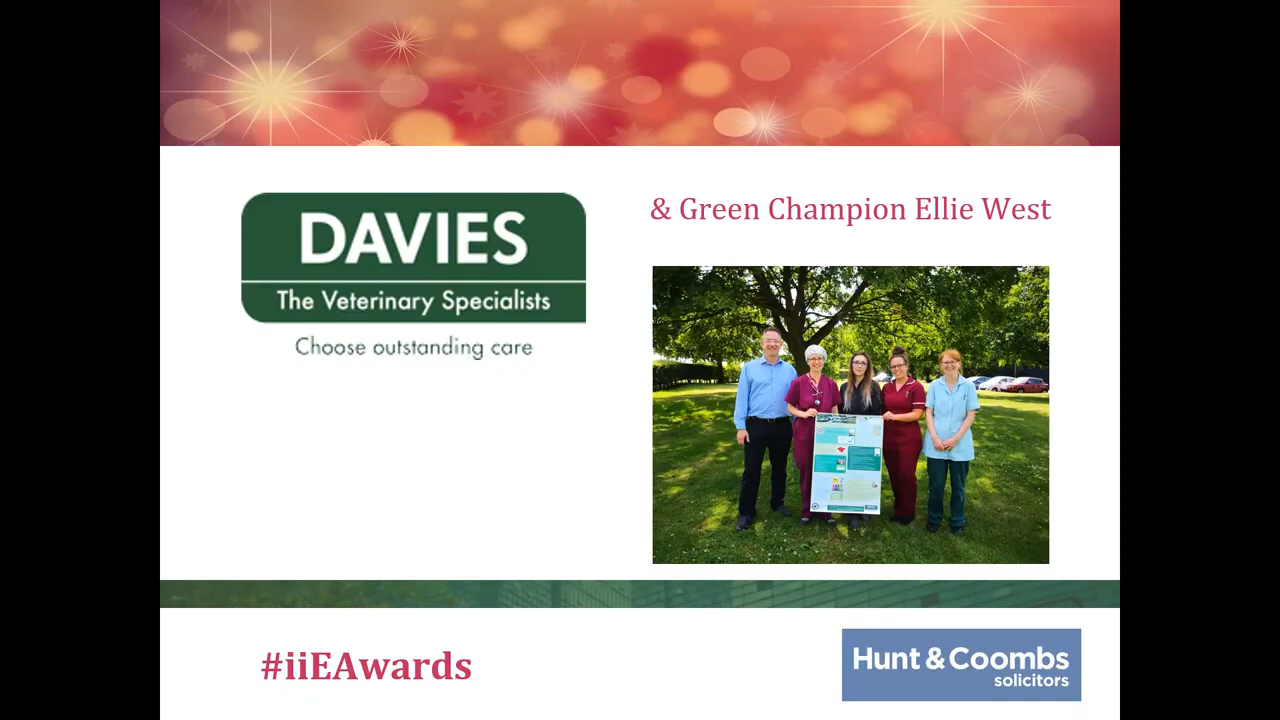 DAVIES
The Veterinary Specialists
Choose outstanding care
& Green Champion Ellie West
#iiEAwards
Hunt & Coombs
solicitors